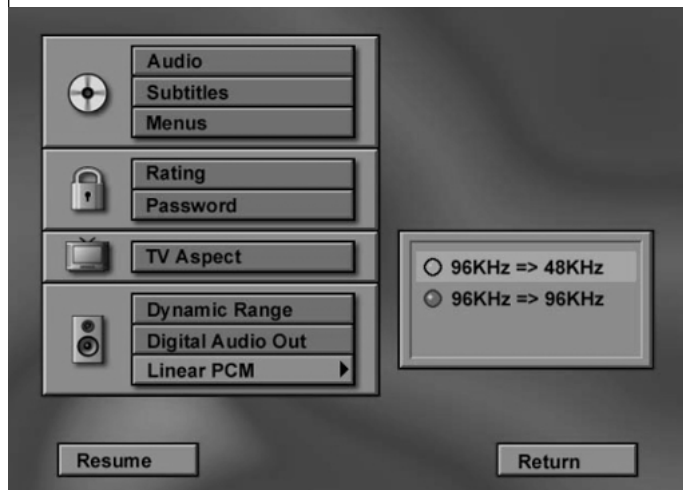 Audio
Subtitles
Menus
Rating
Password
TV Aspect
96KHz => 48KHz
96KHz => 96KHz
Dynamic Range
Digital Audio Out
Linear PCM
Resume
Return